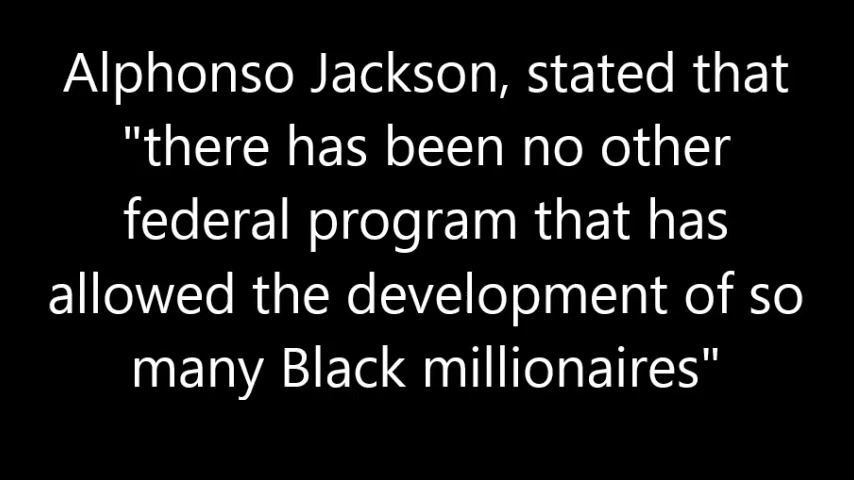 Alphonso Jackson, stated that
"there has been no other
federal program that has
allowed the development of so
many Black millionaires"